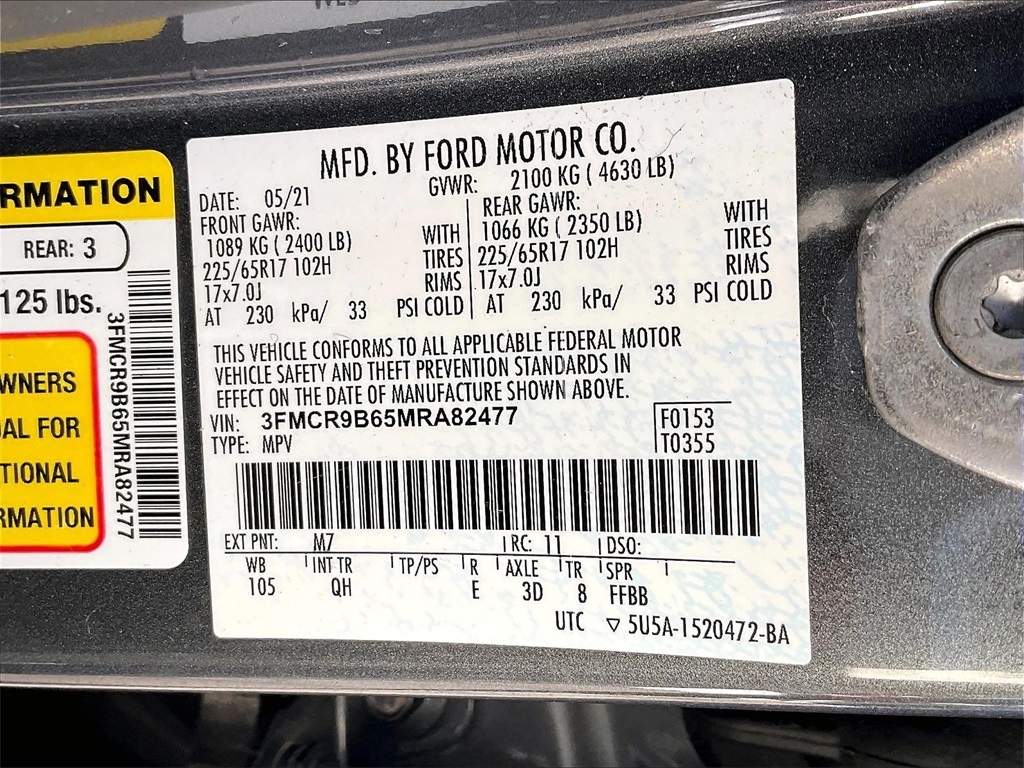 RMATION
REAR: 3
125 lbs.
3FMCR9B65MRA82477
WNERS
AL FOR
TIONAL
RMATION
MFD. BY FORD MOTOR CO.
DATE: 05/21 GVWR: 2100 KG ( 4630 LB)
FRONT GAWR: REAR GAWR:
1089 KG ( 2400 LB) WITH 1066 KG ( 2350 LB) WITH
225/65R17 102H TIRES 225/65R17 102H TIRES
17x7.0J RIMS 17x7.0J RIMS
AT 230 kPa/ 33 PSI COLD AT 230 kPa/ 33 PSI COLD
THIS VEHICLE CONFORMS TO ALL APPLICABLE FEDERAL MOTOR
VEHICLE SAFETY AND THEFT PREVENTION STANDARDS IN
EFFECT ON THE DATE OF MANUFACTURE SHOWN ABOVE.
VIN: 3FMCR9B65MRA82477 F0153
TYPE: MPV T0355
EXT PNT: M7 RC: 11 DSO:
WB INT TR TP/PS R AXLE TR SPR
105 QH E 3D 8 FFBB
UTC ▽ 5U5A-1520472-BA